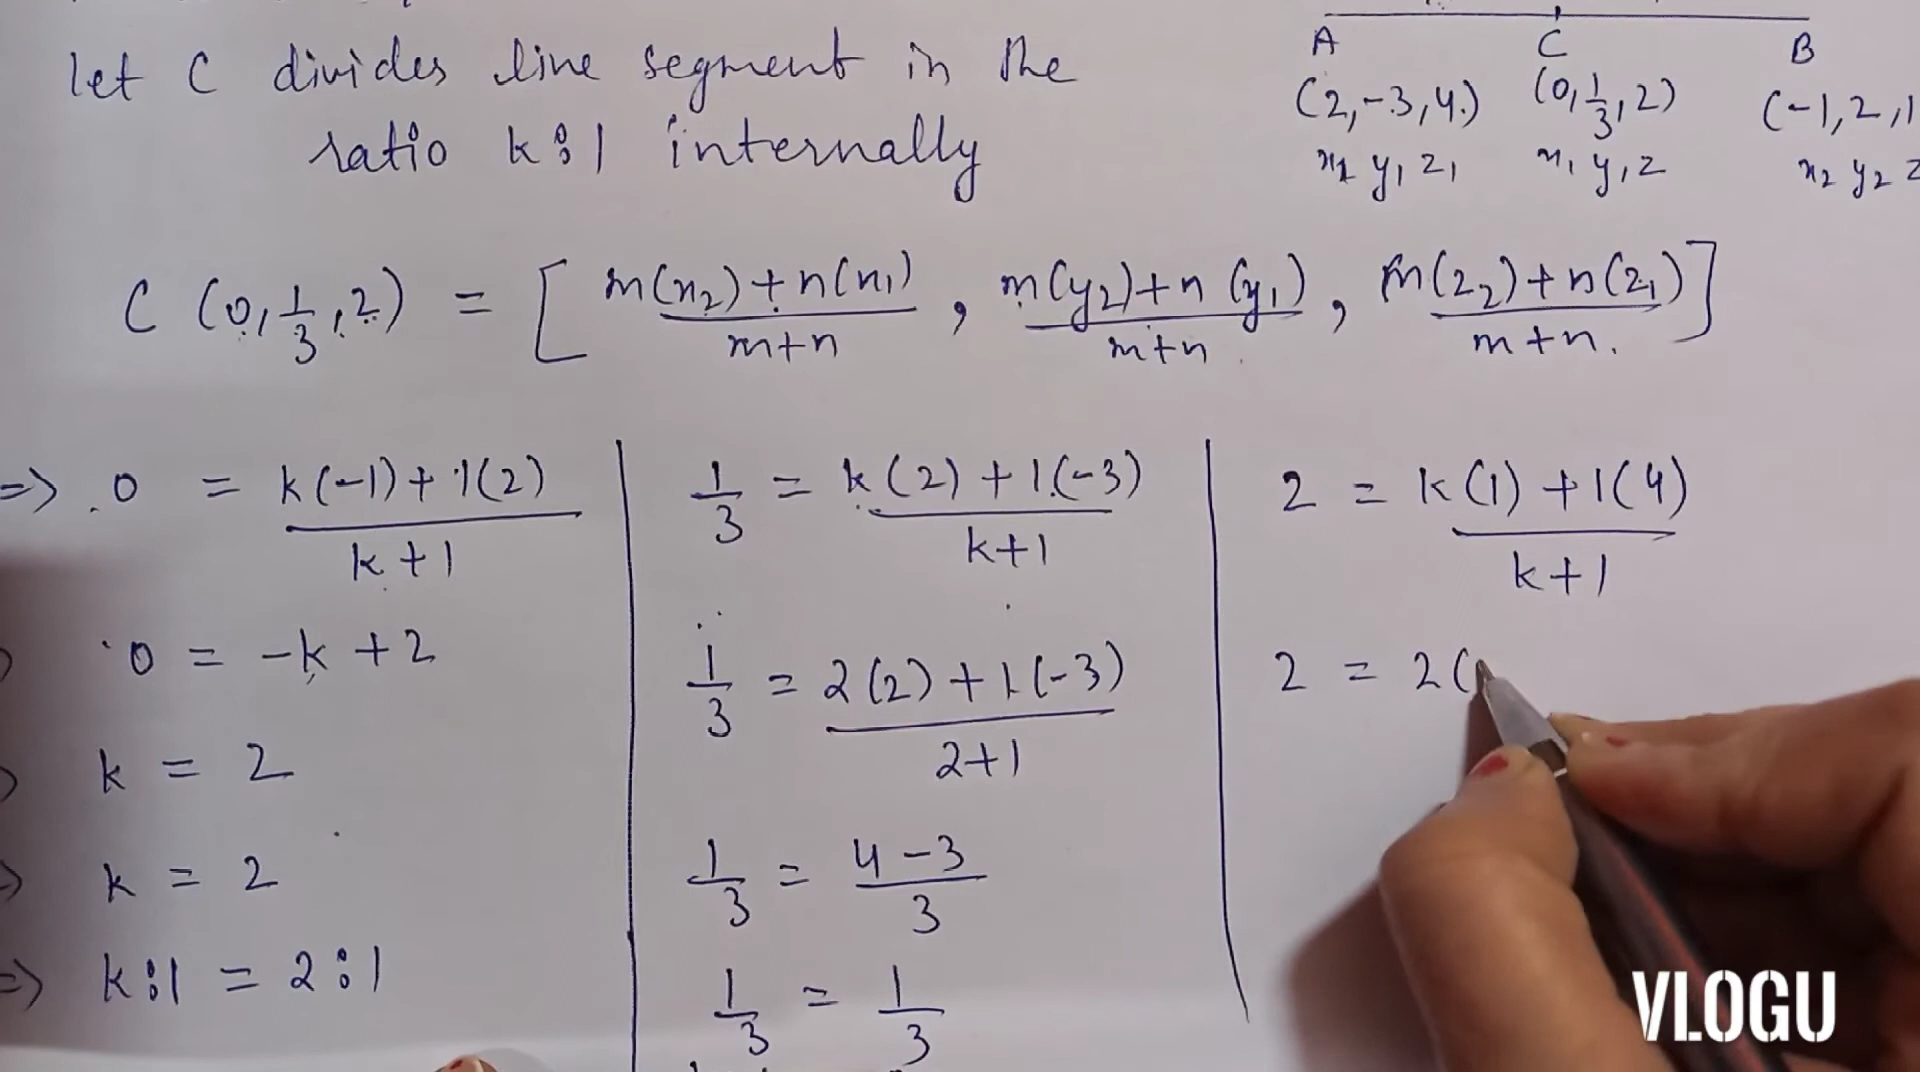 let C divides line segment in the
ratio k:1 internally
A C B
(2,-3,4) (0,1/3,2) (-1,2,1
x1 y1 z1 x, y, z x2 y2 z
C (0,1/3,2) = [ m(x2)+n(x1) / m+n , m(y2)+n(y1) / m+n , m(z2)+n(z1) / m+n ]
=> 0 = k(-1)+1(2) / k+1
0 = -k+2
k = 2
=> k = 2
=> k:1 = 2:1
1/3 = k(2)+1(-3) / k+1
1/3 = 2(2)+1(-3) / 2+1
1/3 = 4-3 / 3
1/3 = 1/3
2 = k(1)+1(4) / k+1
2 = 2(
VLOGU